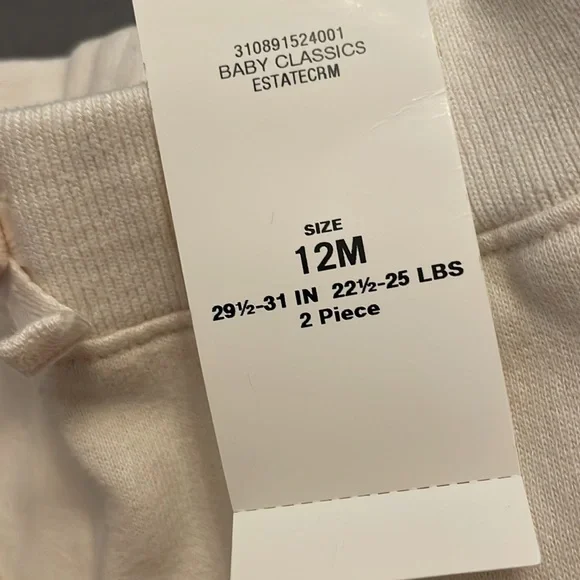 310891524001
BABY CLASSICS
ESTATECRM
SIZE
12M
29½-31 IN 22½-25 LBS
2 Piece